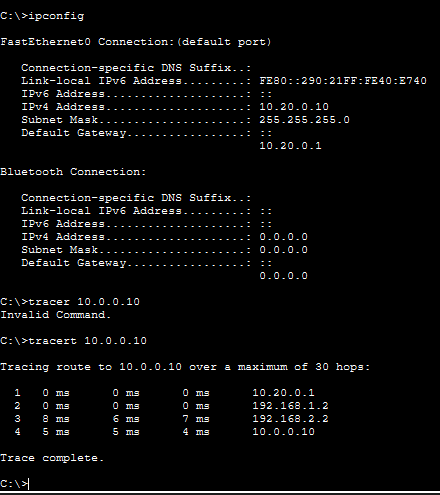 C:\>ipconfig
FastEthernet0 Connection:(default port)
Connection-specific DNS Suffix..:
Link-local IPv6 Address.........: FE80::290:21FF:FE40:E740
IPv6 Address....................: ::
IPv4 Address....................: 10.20.0.10
Subnet Mask.....................: 255.255.255.0
Default Gateway.................: ::
10.20.0.1
Bluetooth Connection:
Connection-specific DNS Suffix..:
Link-local IPv6 Address.........: ::
IPv6 Address....................: ::
IPv4 Address....................: 0.0.0.0
Subnet Mask.....................: 0.0.0.0
Default Gateway.................: ::
0.0.0.0
C:\>tracer 10.0.0.10
Invalid Command.
C:\>tracert 10.0.0.10
Tracing route to 10.0.0.10 over a maximum of 30 hops:
1 0 ms 0 ms 0 ms 10.20.0.1
2 0 ms 0 ms 0 ms 192.168.1.2
3 8 ms 6 ms 7 ms 192.168.2.2
4 5 ms 5 ms 4 ms 10.0.0.10
Trace complete.
C:\>